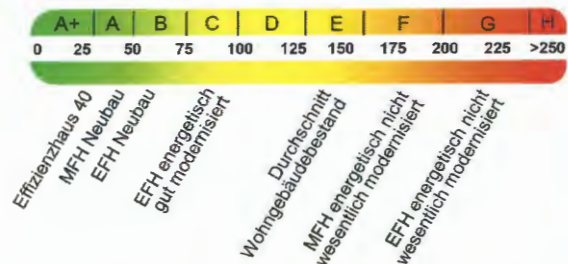 A+ A B C D E F G H
0 25 50 75 100 125 150 175 200 225 >250
Effizienzhaus 40
MFH Neubau
EFH Neubau
EFH energetisch
gut modernisiert
Durchschnitt
Wohngebäudebestand
MFH energetisch nicht
wesentlich modernisiert
EFH energetisch nicht
wesentlich modernisiert